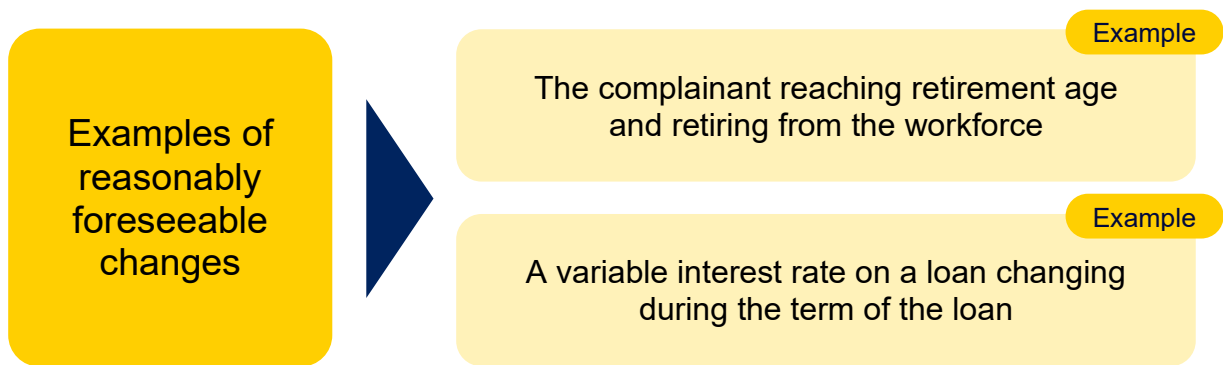 Examples of
reasonably
foreseeable
changes
Example
The complainant reaching retirement age
and retiring from the workforce
Example
A variable interest rate on a loan changing
during the term of the loan